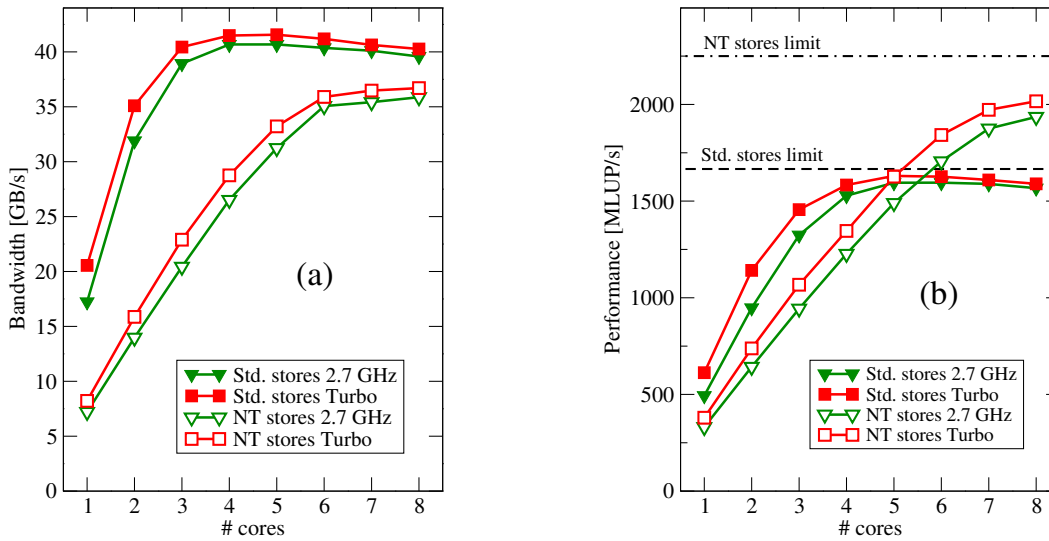 Bandwidth [GB/s]
40
35
30
25
20
15
10
5
0
(a)
Std. stores 2.7 GHz
Std. stores Turbo
NT stores 2.7 GHz
NT stores Turbo
1 2 3 4 5 6 7 8
# cores
Performance [MLUP/s]
2000
1500
1000
500
0
NT stores limit
Std. stores limit
(b)
Std. stores 2.7 GHz
Std. stores Turbo
NT stores 2.7 GHz
NT stores Turbo
1 2 3 4 5 6 7 8
# cores